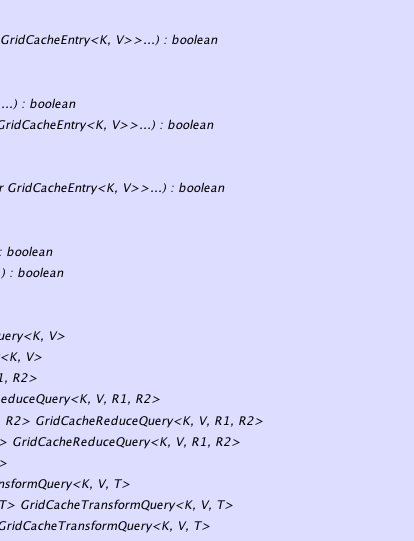 GridCacheEntry<K, V>>...) : boolean
...) : boolean
GridCacheEntry<K, V>>...) : boolean
r GridCacheEntry<K, V>>...) : boolean
: boolean
) : boolean
uery<K, V>
<K, V>
1, R2>
educeQuery<K, V, R1, R2>
, R2> GridCacheReduceQuery<K, V, R1, R2>
> GridCacheReduceQuery<K, V, R1, R2>
>
nsformQuery<K, V, T>
T> GridCacheTransformQuery<K, V, T>
GridCacheTransformQuery<K, V, T>